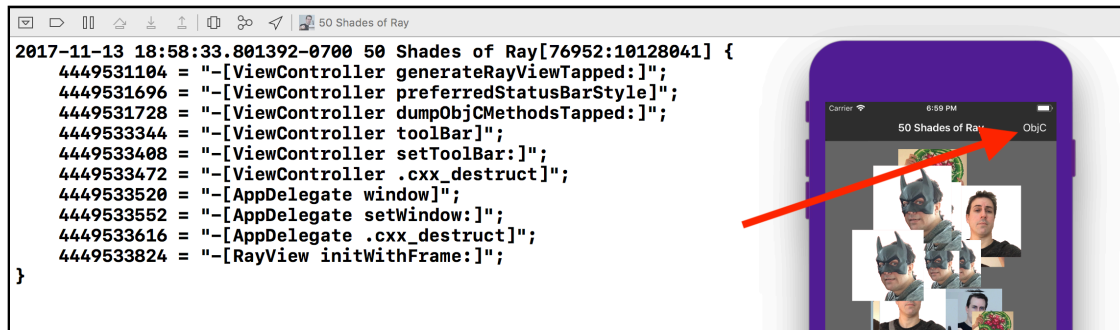 50 Shades of Ray
2017-11-13 18:58:33.801392-0700 50 Shades of Ray[76952:10128041] {
4449531104 = "-[ViewController generateRayViewTapped:]";
4449531696 = "-[ViewController preferredStatusBarStyle]";
4449531728 = "-[ViewController dumpObjCMethodsTapped:]";
4449533344 = "-[ViewController toolBar]";
4449533408 = "-[ViewController setToolBar:]";
4449533472 = "-[ViewController .cxx_destruct]";
4449533520 = "-[AppDelegate window]";
4449533552 = "-[AppDelegate setWindow:]";
4449533616 = "-[AppDelegate .cxx_destruct]";
4449533824 = "-[RayView initWithFrame:]";
}
Carrier 6:59 PM
50 Shades of Ray ObjC